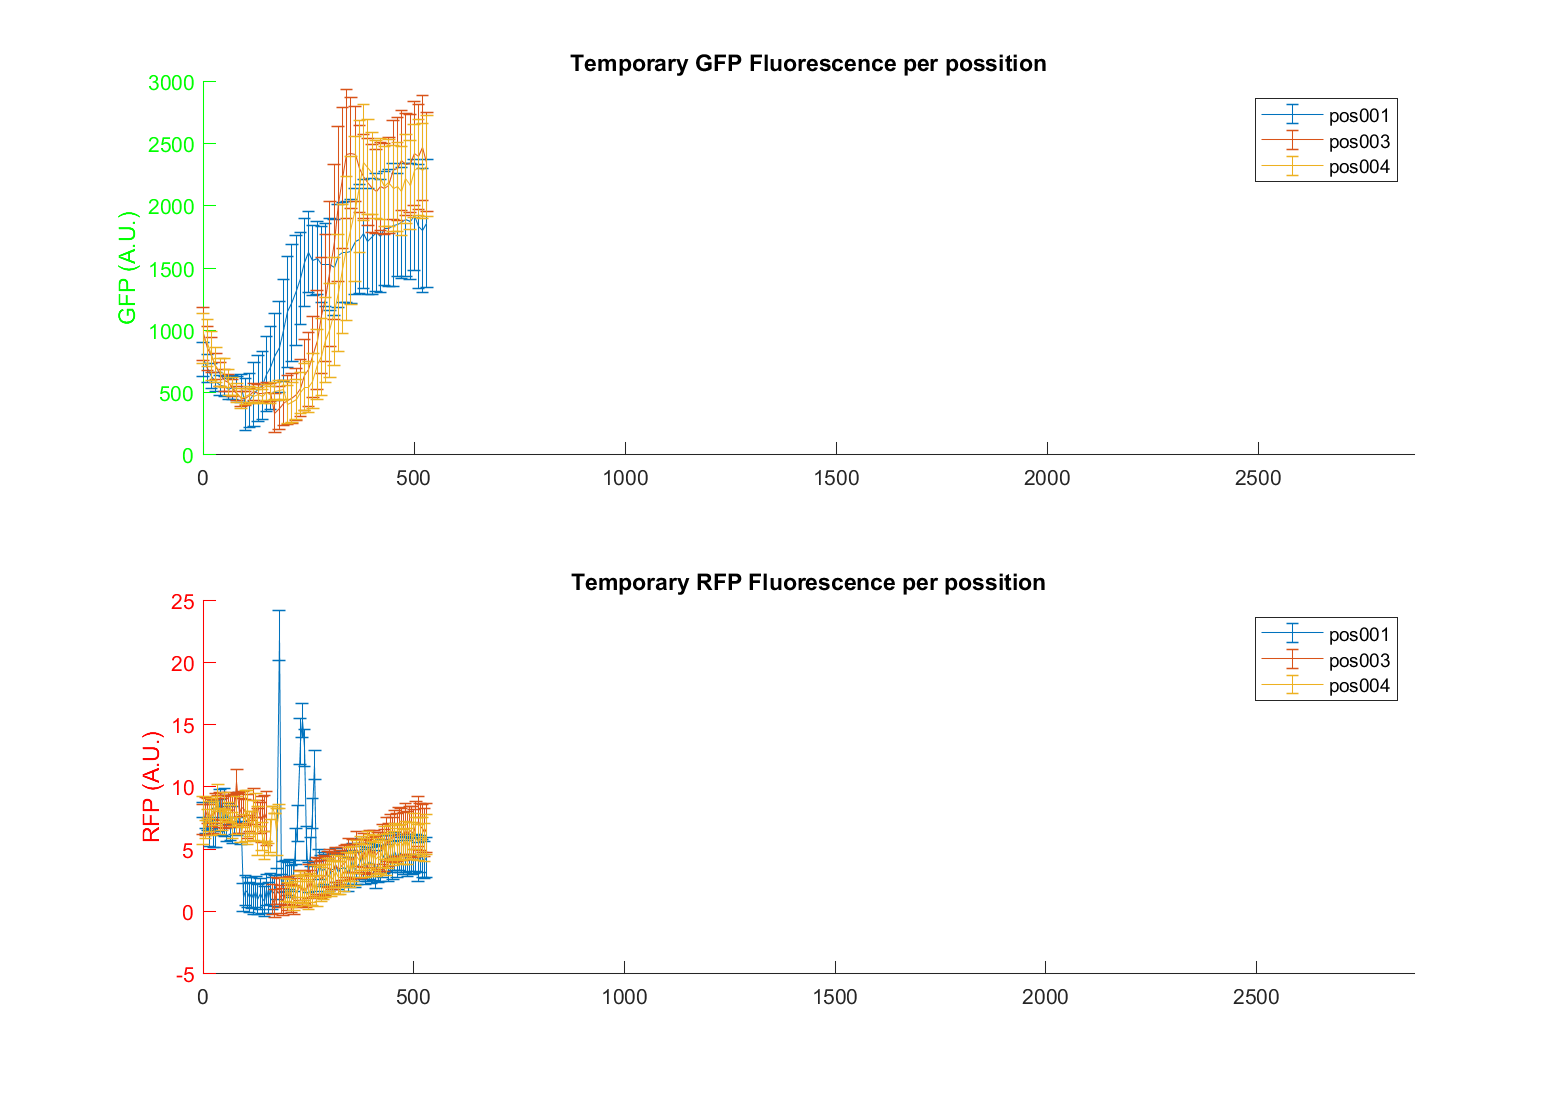 Temporary GFP Fluorescence per possition
3000
2500
2000
1500
1000
500
0
GFP (A.U.)
0 500 1000 1500 2000 2500
pos001
pos003
pos004
Temporary RFP Fluorescence per possition
25
20
15
10
5
0
-5
RFP (A.U.)
0 500 1000 1500 2000 2500
pos001
pos003
pos004